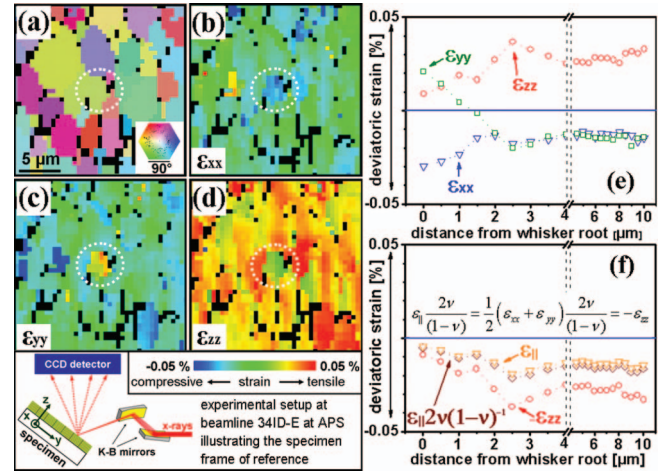 (a)
5 μm
90°
(b)
εxx
(c)
εyy
(d)
εzz
CCD detector
z
x
y
specimen
K-B mirrors
x-rays
-0.05 %
0.05 %
compressive ← strain → tensile
experimental setup at
beamline 34ID-E at APS
illustrating the specimen
frame of reference
0.05
deviatoric strain [%]
-0.05
εyy
εzz
εxx
(e)
0 1 2 3 4 6 8 10
distance from whisker root [μm]
0.05
deviatoric strain [%]
-0.05
(f)
ε∥ 2ν/(1−ν) = 1/2 (εxx + εyy) 2ν/(1−ν) = −εzz
ε∥
ε∥2ν(1−ν)⁻¹
εzz
0 1 2 3 4 6 8 10
distance from whisker root [μm]